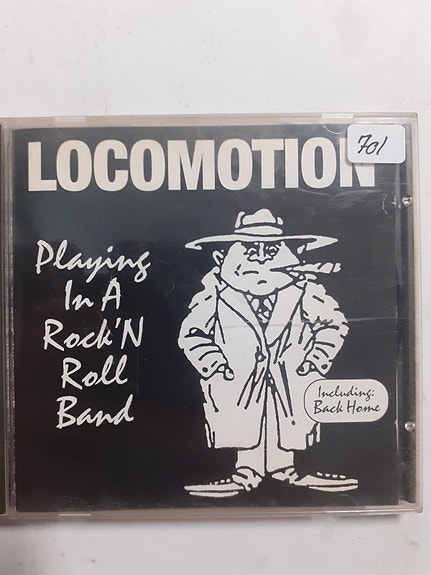 LOCOMOTION
701
Playing
In A
Rock'N
Roll
Band
Including:
Back Home